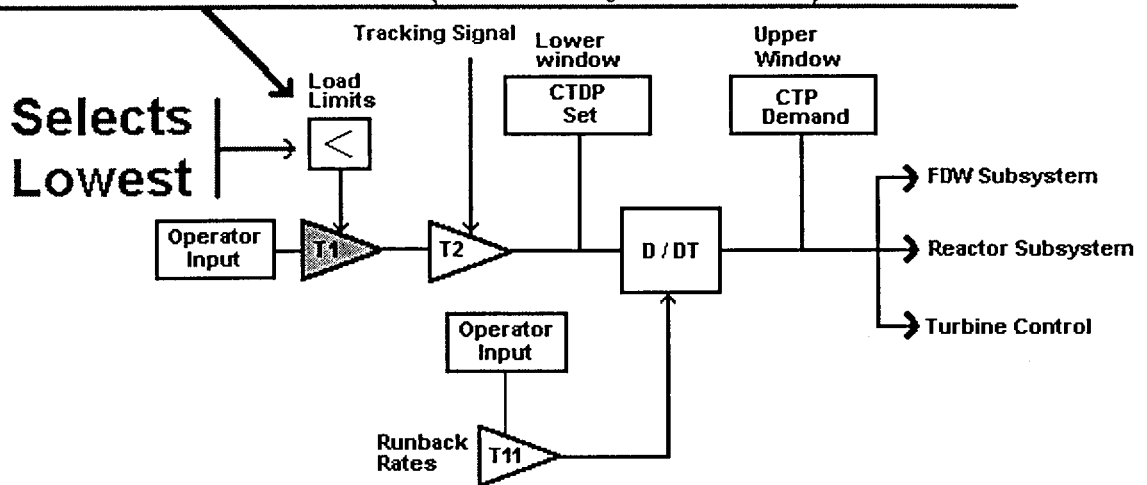 Tracking Signal
Lower
window
Upper
Window
Load
Limits
CTDP
Set
CTP
Demand
Selects
Lowest
<
FDW Subsystem
Operator
Input
T1
T2
D / DT
Reactor Subsystem
Operator
Input
Turbine Control
Runback
Rates
T11